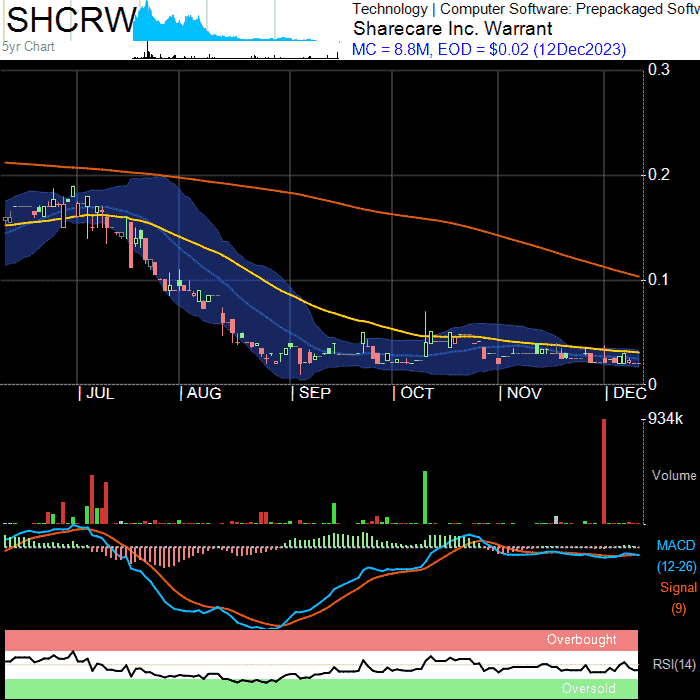 SHCRW
5yr Chart
Technology | Computer Software: Prepackaged Softw
Sharecare Inc. Warrant
MC = 8.8M, EOD = $0.02 (12Dec2023)
0.3
0.2
0.1
0
JUL
AUG
SEP
OCT
NOV
DEC
934k
Volume
MACD
(12-26)
Signal
(9)
Overbought
RSI(14)
Oversold